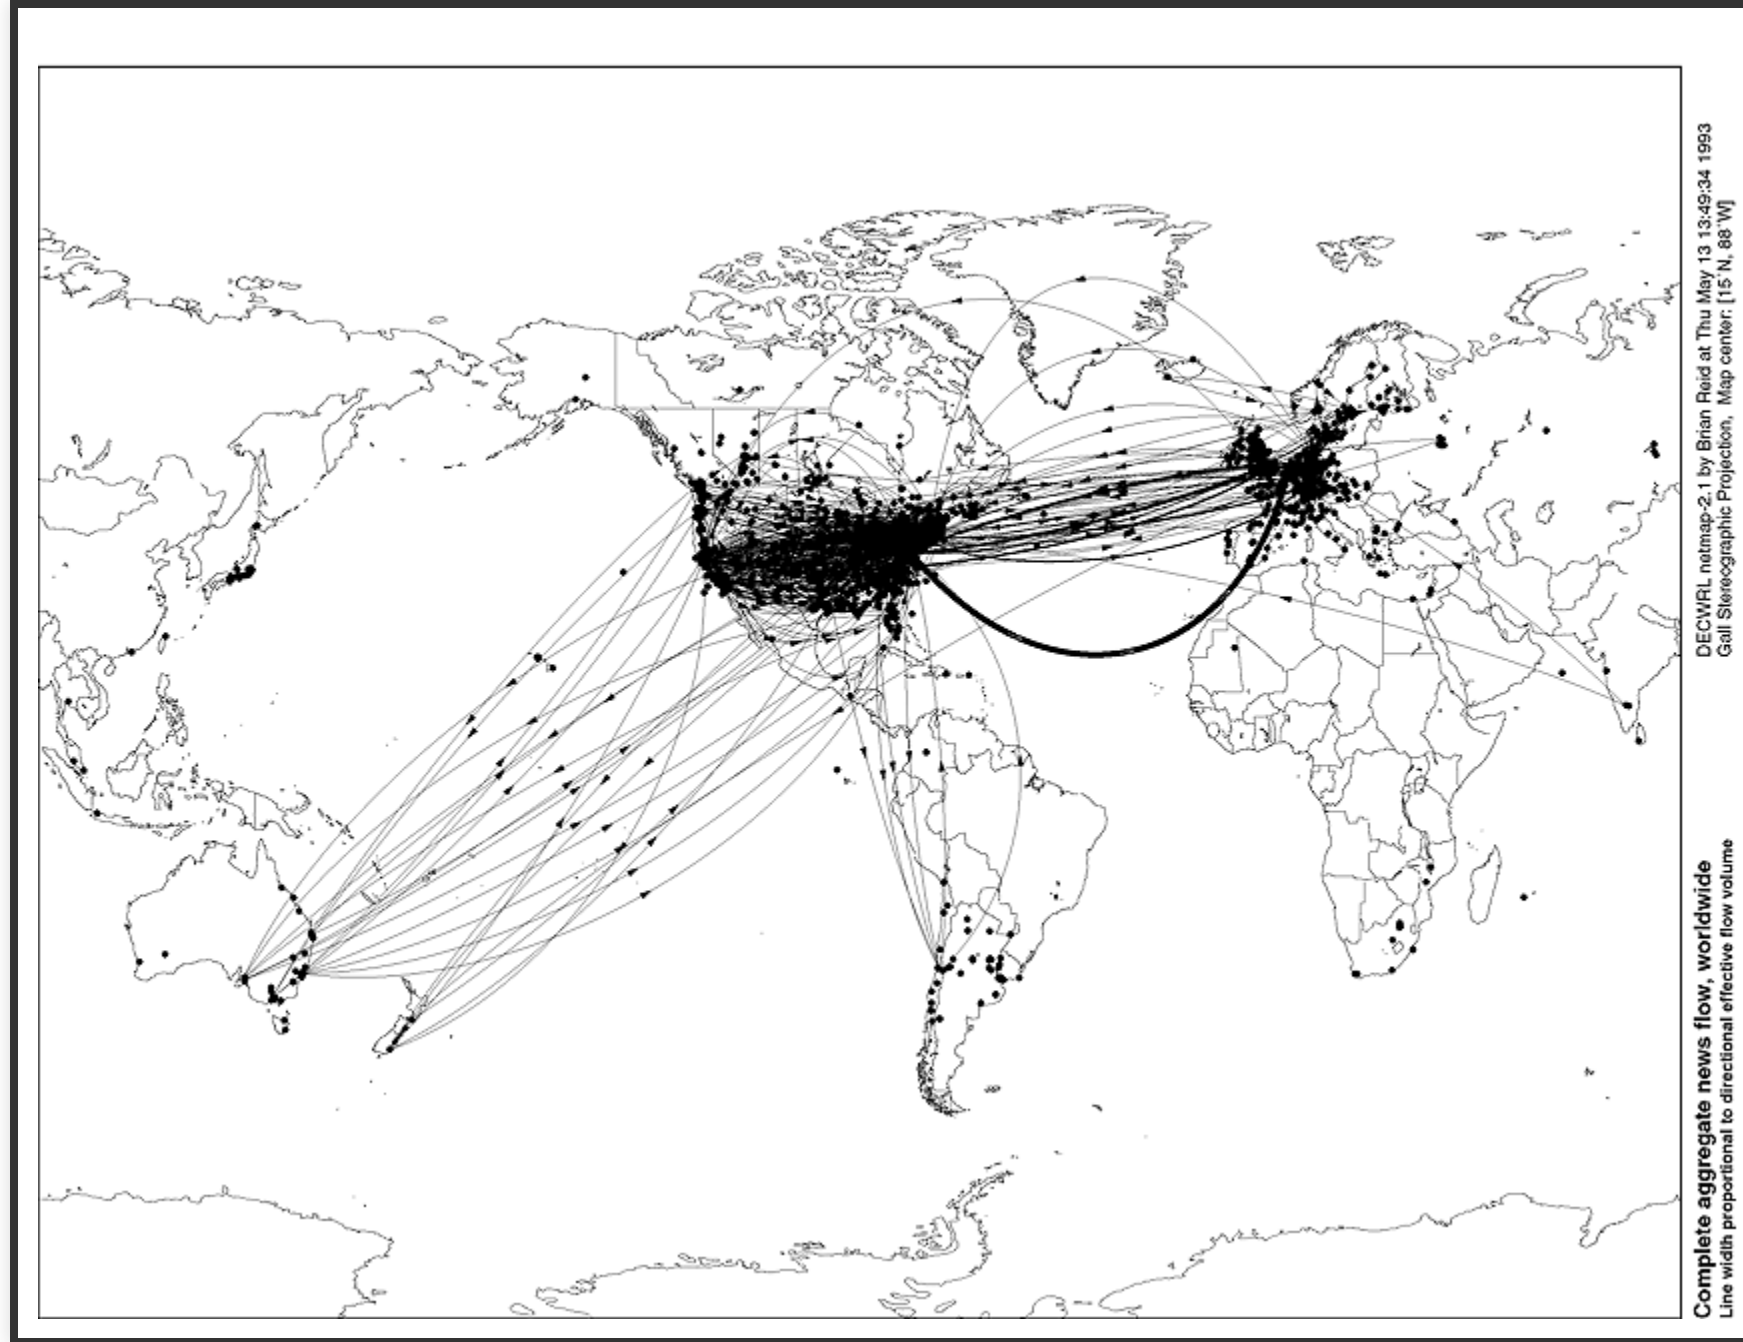 Complete aggregate news flow, worldwide
Line width proportional to directional effective flow volume
DECWRL netmap-2.1 by Brian Reid at Thu May 13 13:49:34 1993
Gall Stereographic Projection, Map center: [15°N, 88°W]